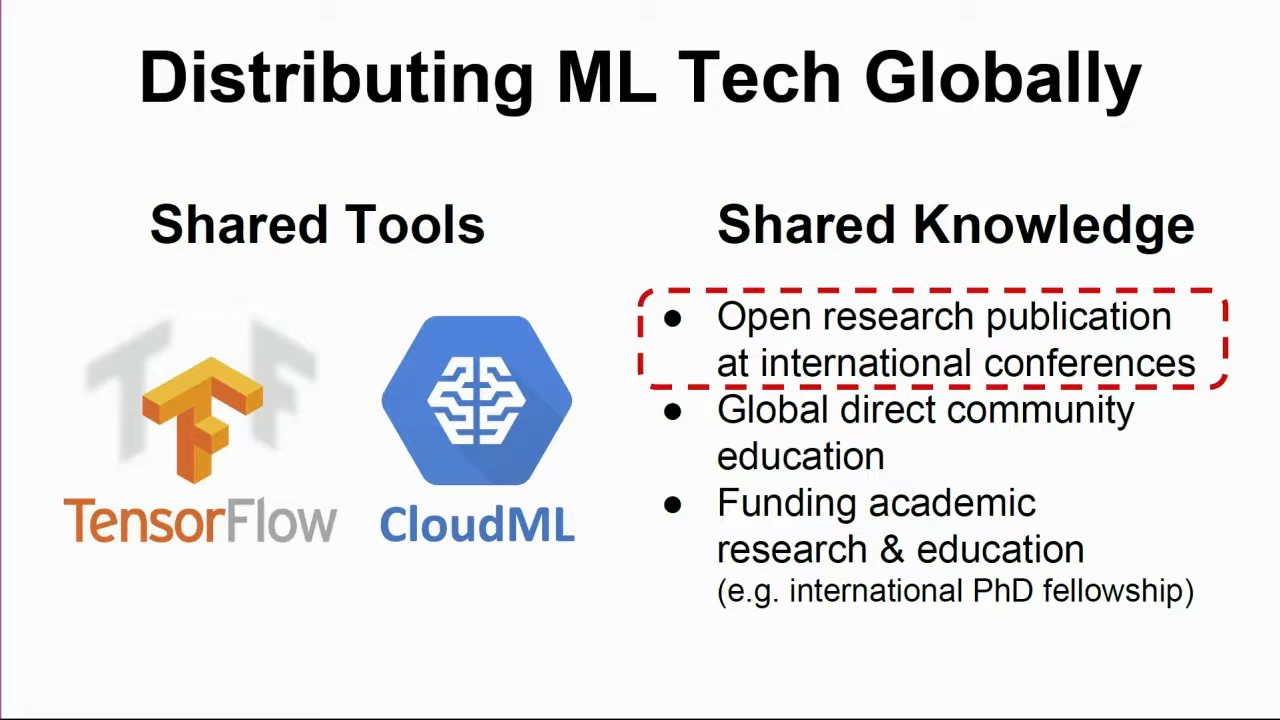 Distributing ML Tech Globally
Shared Tools
TensorFlow
CloudML
Shared Knowledge
● Open research publication
at international conferences
● Global direct community
education
● Funding academic
research & education
(e.g. international PhD fellowship)